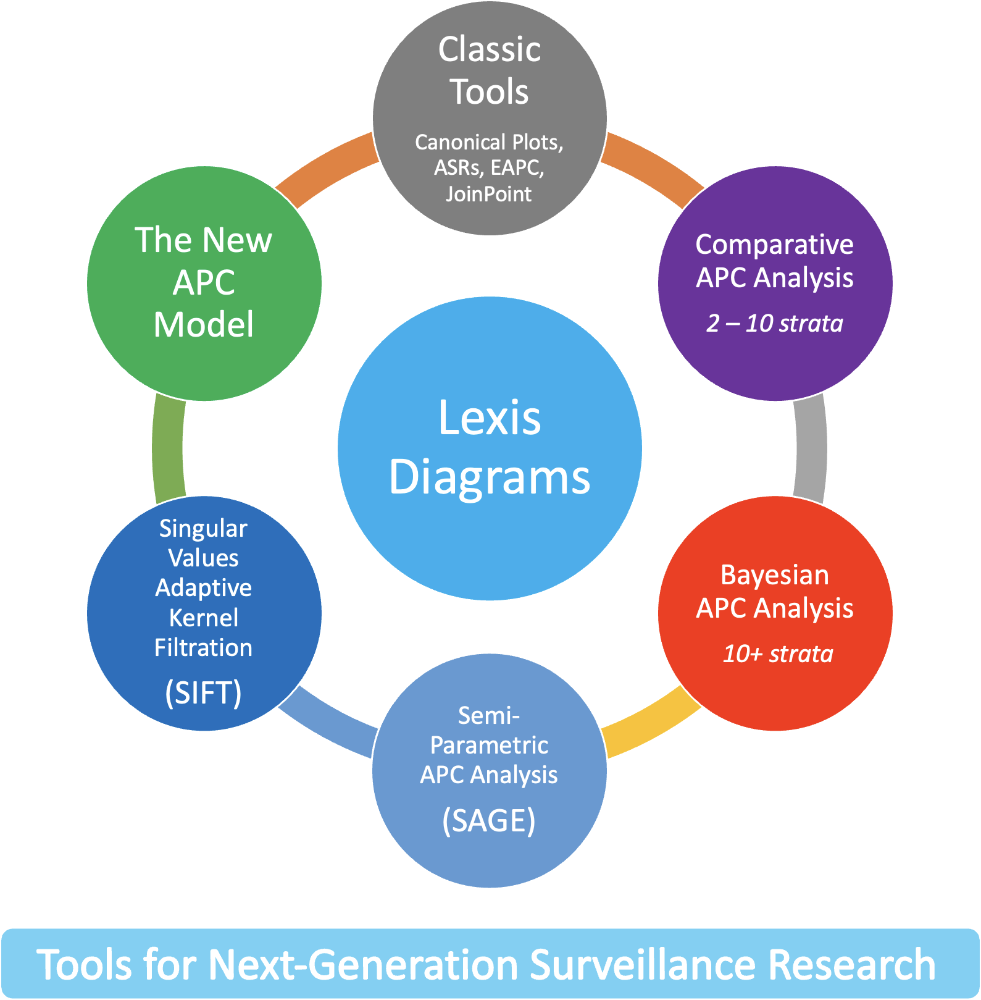 Classic
Tools
Canonical Plots,
ASRs, EAPC,
JoinPoint
Comparative
APC Analysis
2 – 10 strata
Bayesian
APC Analysis
10+ strata
Semi-
Parametric
APC Analysis
(SAGE)
Singular
Values
Adaptive
Kernel
Filtration
(SIFT)
The New
APC
Model
Lexis
Diagrams
Tools for Next-Generation Surveillance Research